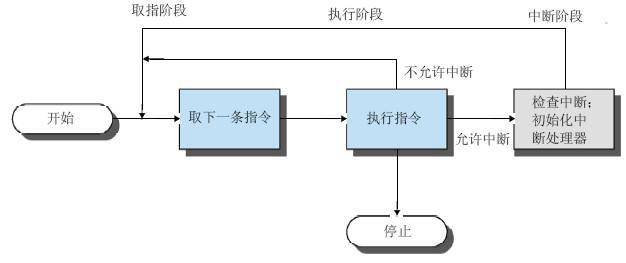 取指阶段
执行阶段
中断阶段
不允许中断
开始
取下一条指令
执行指令
允许中断
检查中断;
初始化中
断处理器
停止